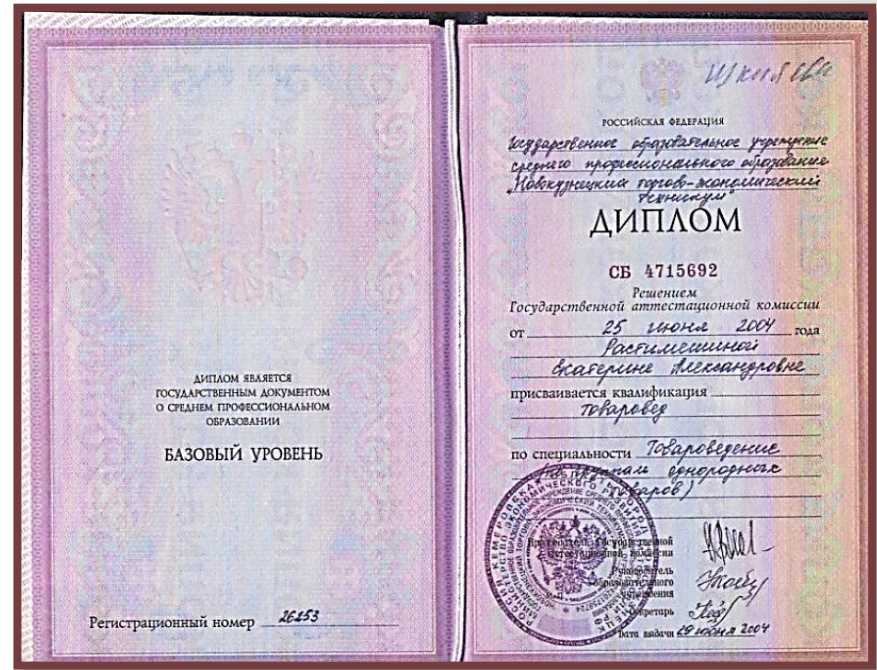 ДИПЛОМ ЯВЛЯЕТСЯ
ГОСУДАРСТВЕННЫМ ДОКУМЕНТОМ
О СРЕДНЕМ ПРОФЕССИОНАЛЬНОМ
ОБРАЗОВАНИИ
БАЗОВЫЙ УРОВЕНЬ
Регистрационный номер 26253
РОССИЙСКАЯ ФЕДЕРАЦИЯ
Государственное образовательное учреждение
среднего профессионального образования
"Новокузнецкий торгово-экономический
техникум"
ДИПЛОМ
СБ 4715692
Решением
Государственной аттестационной комиссии
от 25 июня 2004 года
Растимешиной
Екатерине Александровне
присваивается квалификация
товаровед
по специальности Товароведение
по группам однородных
товаров)
Председатель Государственной
аттестационной комиссии
Руководитель
образовательного
учреждения
Секретарь
Дата выдачи 29 июня 2004